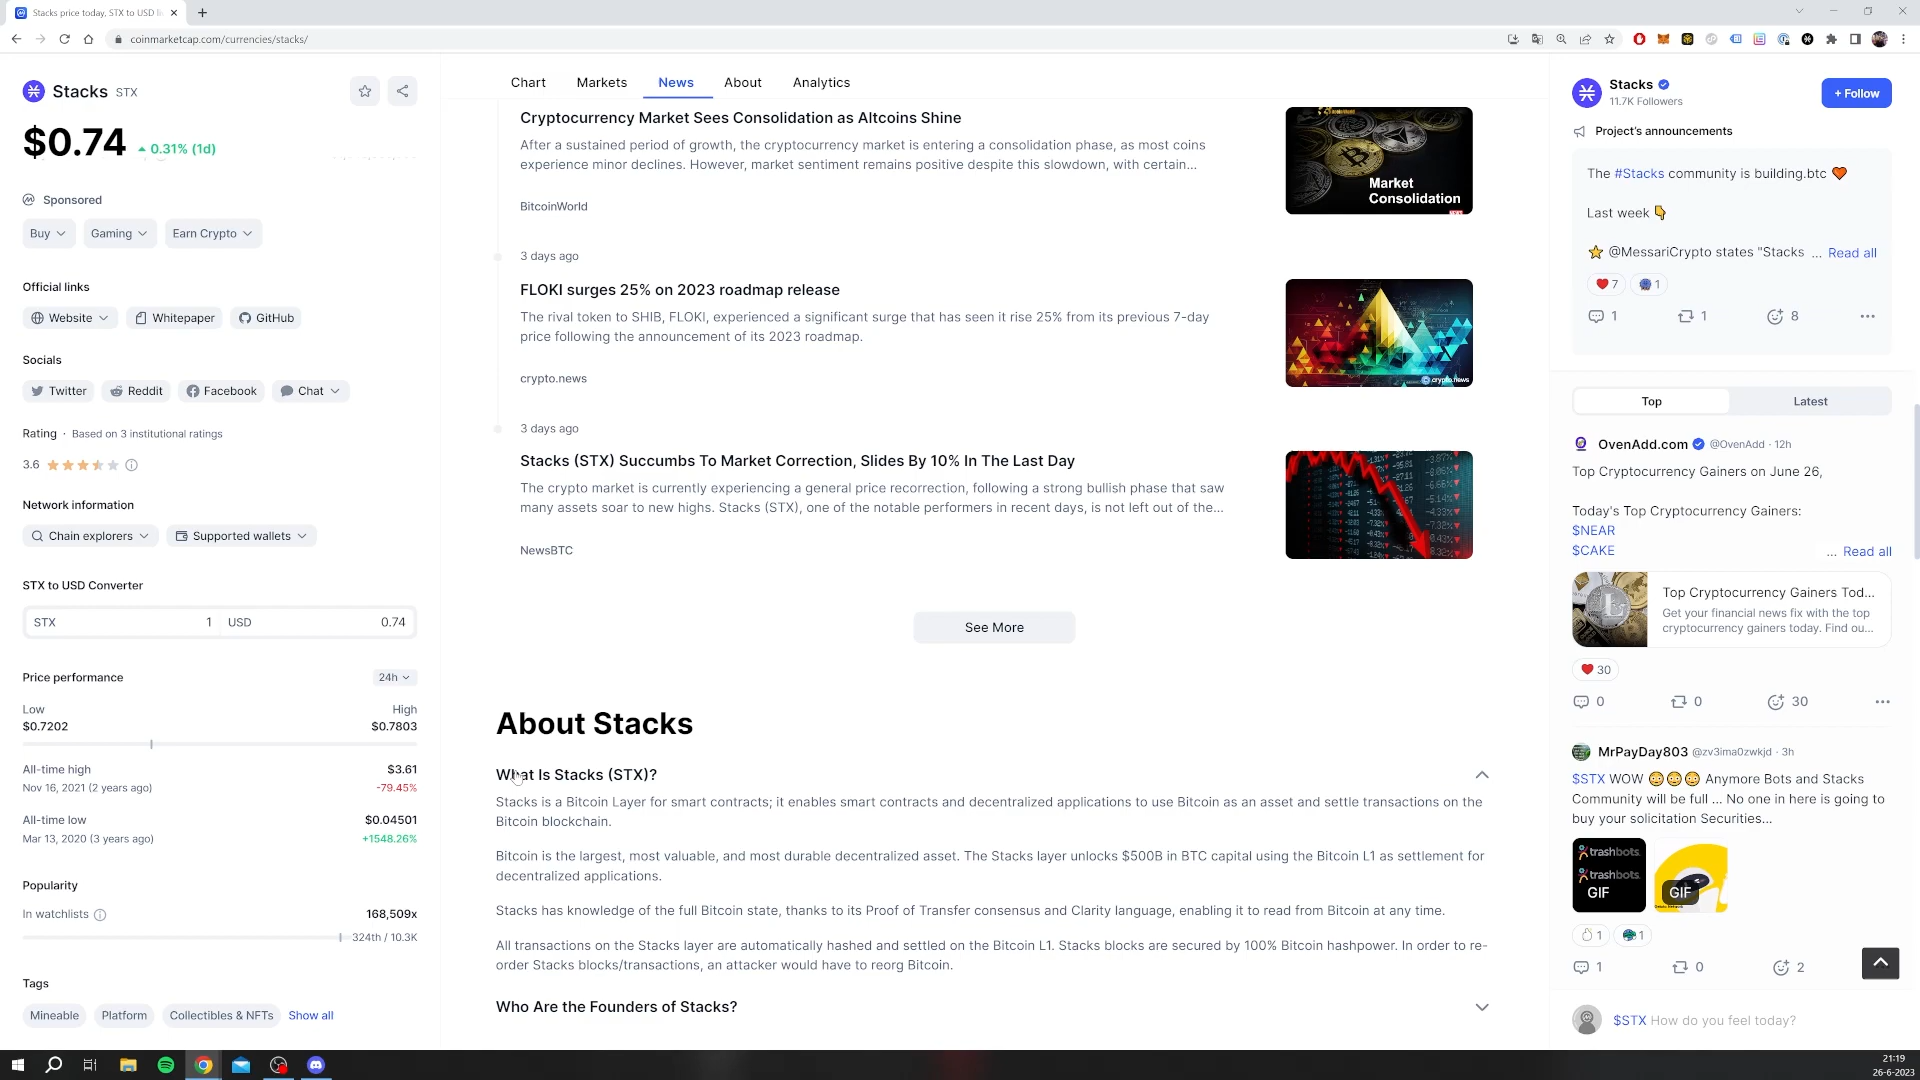 Stacks price today, STX to USD li
coinmarketcap.com/currencies/stacks/
Stacks STX
$0.74 0.31% (1d)
Sponsored
Buy Gaming Earn Crypto
Official links
Website Whitepaper GitHub
Socials
Twitter Reddit Facebook Chat
Rating · Based on 3 institutional ratings
3.6
Network information
Chain explorers Supported wallets
STX to USD Converter
STX 1 USD 0.74
Price performance 24h
Low High
$0.7202 $0.7803
All-time high $3.61
Nov 16, 2021 (2 years ago) -79.45%
All-time low $0.04501
Mar 13, 2020 (3 years ago) +1548.26%
Popularity
In watchlists 168,509x
324th / 10.3K
Tags
Mineable Platform Collectibles & NFTs Show all
Chart Markets News About Analytics
Cryptocurrency Market Sees Consolidation as Altcoins Shine
After a sustained period of growth, the cryptocurrency market is entering a consolidation phase, as most coins
experience minor declines. However, market sentiment remains positive despite this slowdown, with certain...
BitcoinWorld
Market
Consolidation
3 days ago
FLOKI surges 25% on 2023 roadmap release
The rival token to SHIB, FLOKI, experienced a significant surge that has seen it rise 25% from its previous 7-day
price following the announcement of its 2023 roadmap.
crypto.news
crypto.news
3 days ago
Stacks (STX) Succumbs To Market Correction, Slides By 10% In The Last Day
The crypto market is currently experiencing a general price recorrection, following a strong bullish phase that saw
many assets soar to new highs. Stacks (STX), one of the notable performers in recent days, is not left out of the...
NewsBTC
See More
About Stacks
What Is Stacks (STX)?
Stacks is a Bitcoin Layer for smart contracts; it enables smart contracts and decentralized applications to use Bitcoin as an asset and settle transactions on the
Bitcoin blockchain.
Bitcoin is the largest, most valuable, and most durable decentralized asset. The Stacks layer unlocks $500B in BTC capital using the Bitcoin L1 as settlement for
decentralized applications.
Stacks has knowledge of the full Bitcoin state, thanks to its Proof of Transfer consensus and Clarity language, enabling it to read from Bitcoin at any time.
All transactions on the Stacks layer are automatically hashed and settled on the Bitcoin L1. Stacks blocks are secured by 100% Bitcoin hashpower. In order to re-
order Stacks blocks/transactions, an attacker would have to reorg Bitcoin.
Who Are the Founders of Stacks?
Stacks
11.7K Followers
+ Follow
Project's announcements
The #Stacks community is building.btc
Last week
@MessariCrypto states "Stacks ... Read all
7 1
1 1 8
Top Latest
OvenAdd.com @OvenAdd · 12h
Top Cryptocurrency Gainers on June 26,
Today's Top Cryptocurrency Gainers:
$NEAR
$CAKE ... Read all
Top Cryptocurrency Gainers Tod...
Get your financial news fix with the top
cryptocurrency gainers today. Find ou...
30
0 0 30
MrPayDay803 @zv3ima0zwkjd · 3h
$STX WOW Anymore Bots and Stacks
Community will be full ... No one in here is going to
buy your solicitation Securities...
trashbots
trashbots
GIF GIF
1 1
1 0 2
$STX How do you feel today?
21:19
26-6-2023